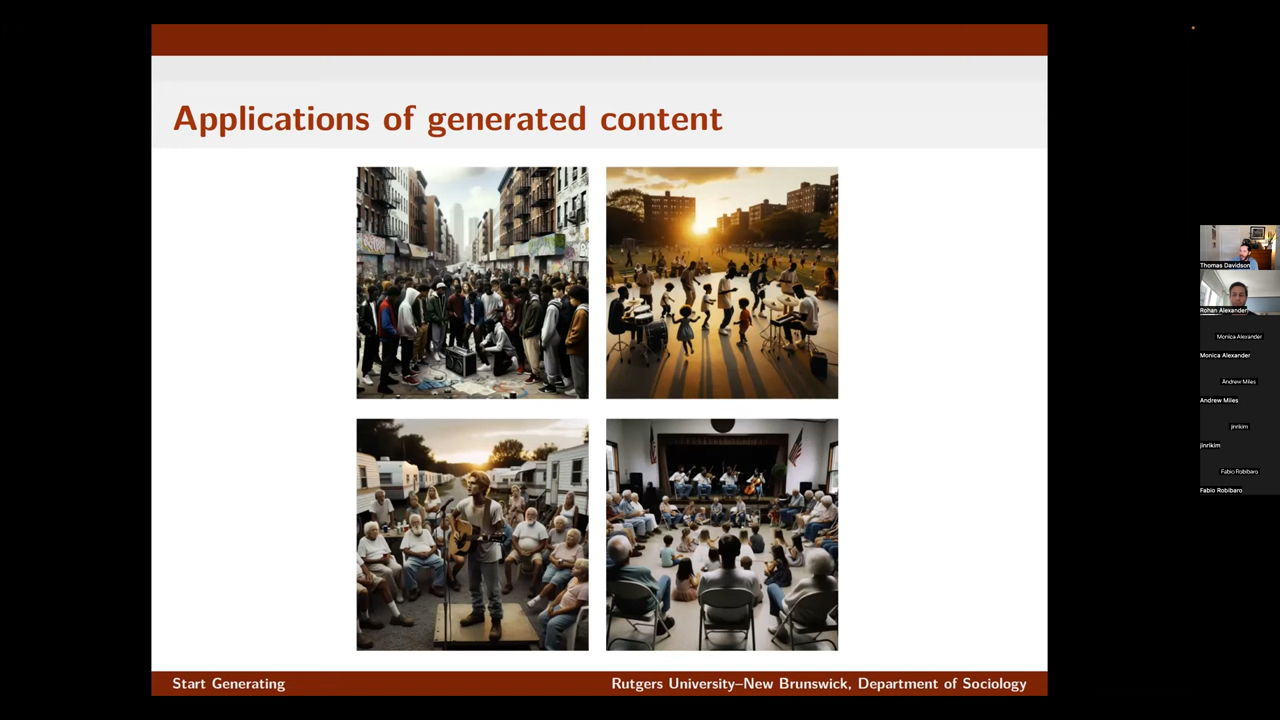 Applications of generated content
Start Generating
Rutgers University–New Brunswick, Department of Sociology
Thomas Davidson
Rohan Alexander
Monica Alexander
Monica Alexander
Andrew Miles
Andrew Miles
jinrikim
jinrikim
Fabio Robibaro
Fabio Robibaro